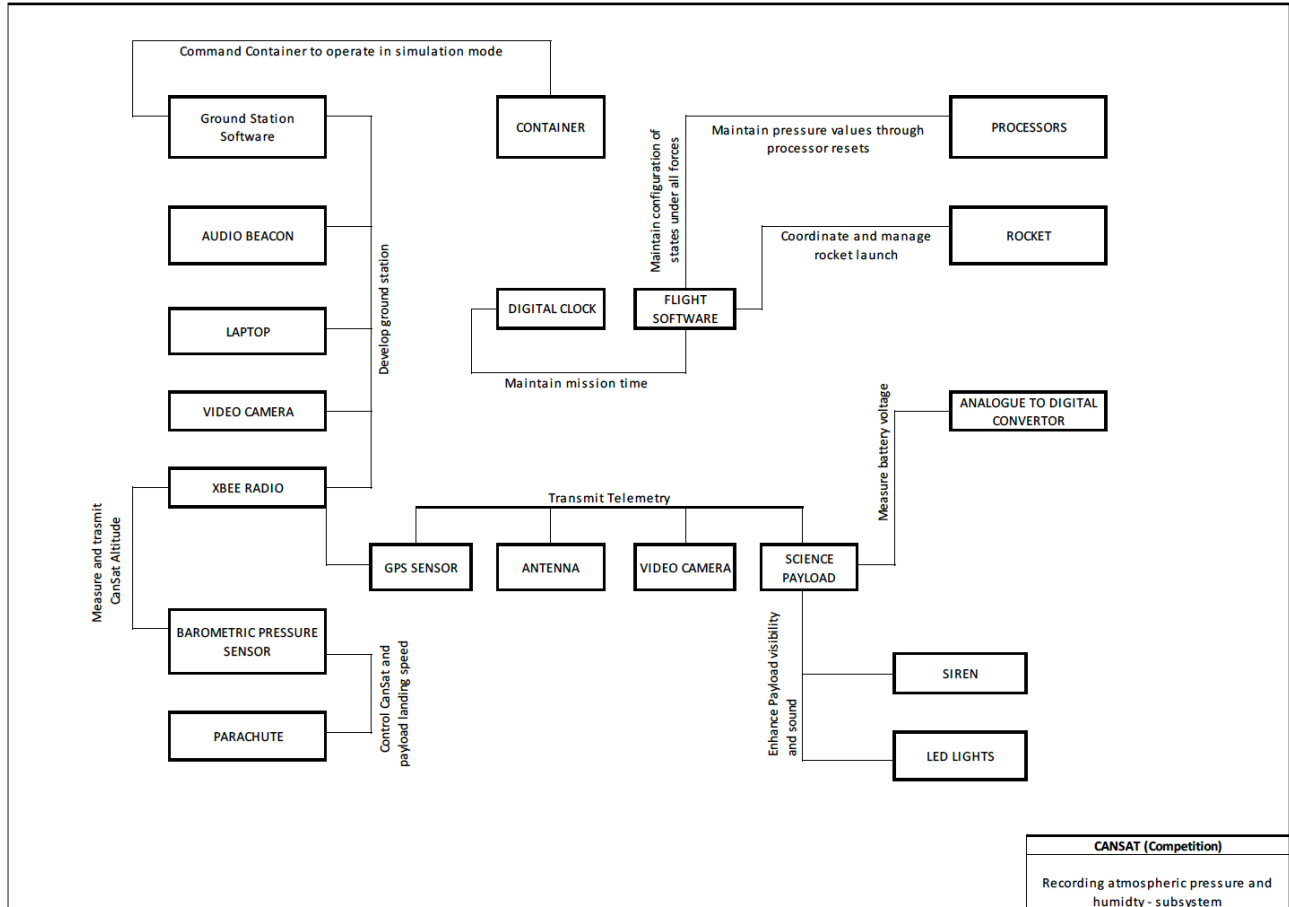 Command Container to operate in simulation mode
Ground Station
Software
CONTAINER
Maintain pressure values through
processor resets
PROCESSORS
Maintain configuration of
states under all forces
AUDIO BEACON
Coordinate and manage
rocket launch
ROCKET
DIGITAL CLOCK
FLIGHT
SOFTWARE
LAPTOP
Develop ground station
Maintain mission time
VIDEO CAMERA
ANALOGUE TO DIGITAL
CONVERTOR
Measure battery voltage
XBEE RADIO
Transmit Telemetry
Measure and trasmit
CanSat Altitude
GPS SENSOR
ANTENNA
VIDEO CAMERA
SCIENCE
PAYLOAD
BAROMETRIC PRESSURE
SENSOR
Control CanSat and
payload landing speed
Enhance Payload visibility
and sound
SIREN
PARACHUTE
LED LIGHTS
CANSAT (Competition)
Recording atmospheric pressure and
humidty - subsystem